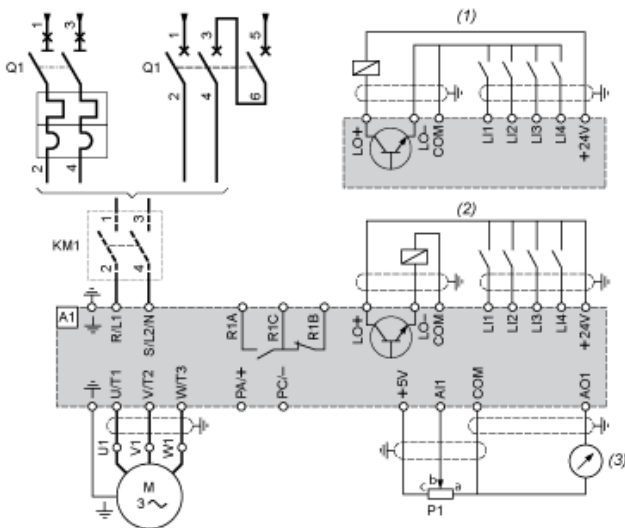 1 3 1 3 5
Q1 Q1
2 4 2 4 6
(1)
LO+ LO- COM LI1 LI2 LI3 LI4 +24V
KM1
1 3
2 4
(2)
A1
R/L1 S/L2/N R1A R1C R1B LO+ LO- COM LI1 LI2 LI3 LI4 +24V
U/T1 V/T2 W/T3 PA/+ PC/– +5V AI1 COM AO1
U1 V1 W1
M
3 ~
c b a
P1
(3)